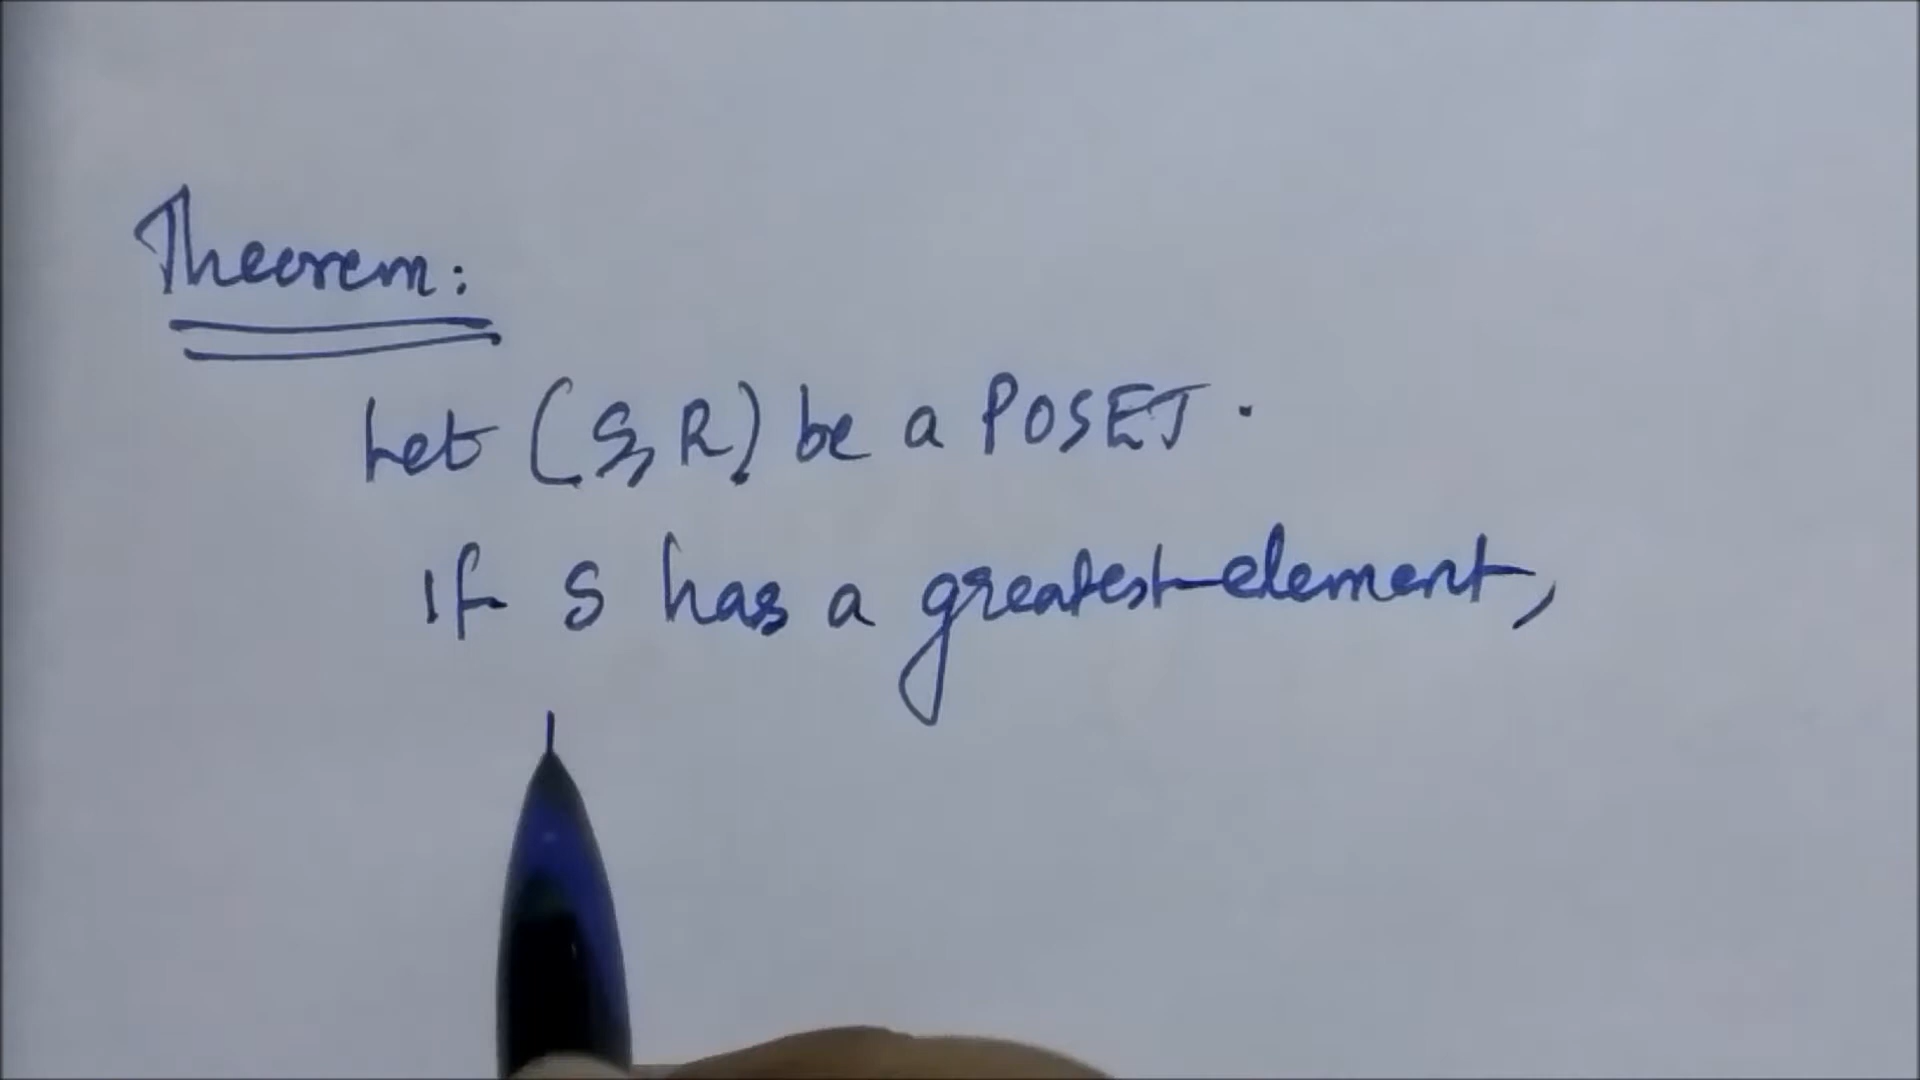 Theorem:
Let (S, R) be a POSET.
If S has a greatest element,